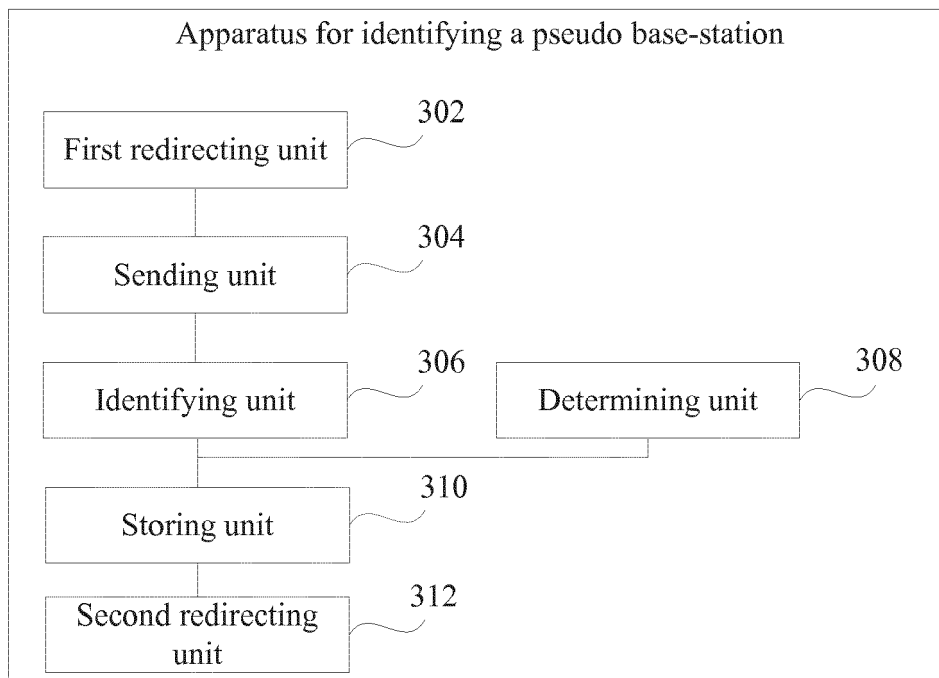 Apparatus for identifying a pseudo base-station
302
First redirecting unit
304
Sending unit
306
Identifying unit
308
Determining unit
310
Storing unit
312
Second redirecting
unit